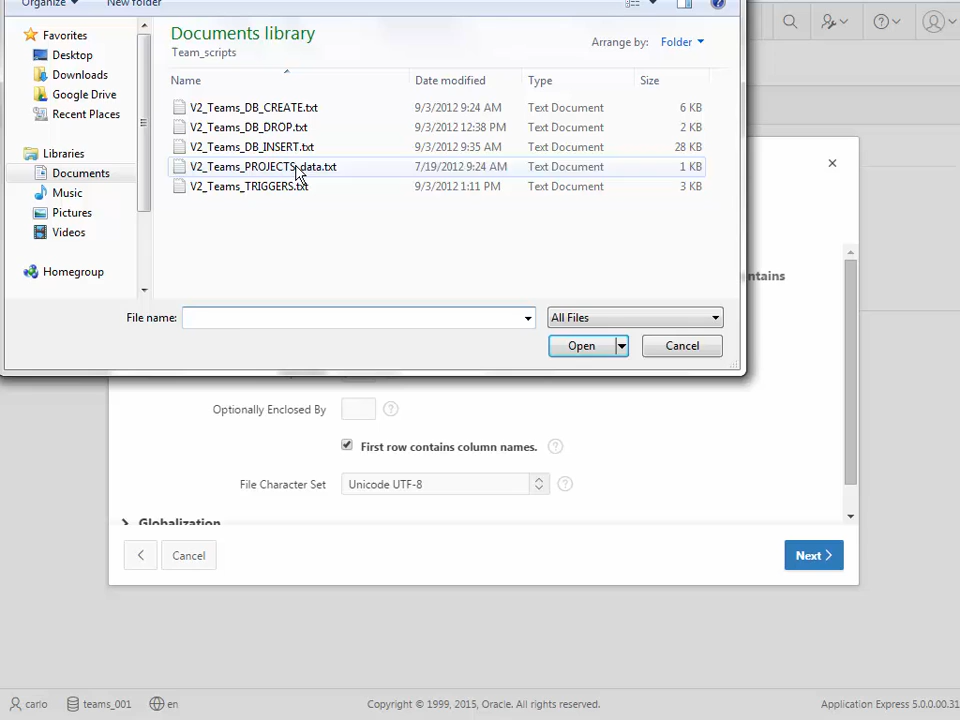 Organize New folder
Documents library
Team_scripts
Arrange by: Folder
Name Date modified Type Size
V2_Teams_DB_CREATE.txt 9/3/2012 9:24 AM Text Document 6 KB
V2_Teams_DB_DROP.txt 9/3/2012 12:38 PM Text Document 2 KB
V2_Teams_DB_INSERT.txt 9/3/2012 9:35 AM Text Document 28 KB
V2_Teams_PROJECTS_data.txt 7/19/2012 9:24 AM Text Document 1 KB
V2_Teams_TRIGGERS.txt 9/3/2012 1:11 PM Text Document 3 KB
Favorites
Desktop
Downloads
Google Drive
Recent Places
Libraries
Documents
Music
Pictures
Videos
Homegroup
File name: All Files
Open Cancel
Optionally Enclosed By
First row contains column names.
File Character Set Unicode UTF-8
Globalization
Cancel Next
carlo teams_001 en Copyright © 1999, 2015, Oracle. All rights reserved. Application Express 5.0.0.00.31